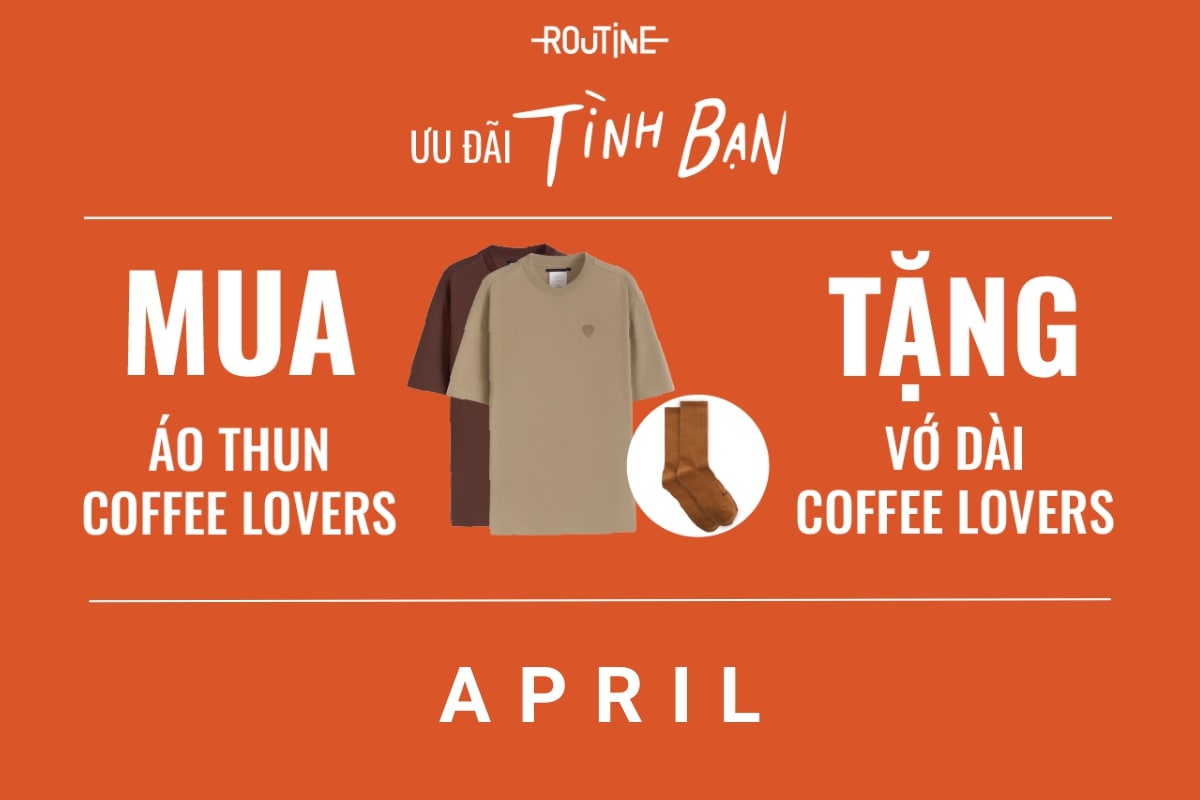 ROUTINE
ƯU ĐÃI TÌNH BẠN
MUA
ÁO THUN
COFFEE LOVERS
TẶNG
VỚ DÀI
COFFEE LOVERS
APRIL